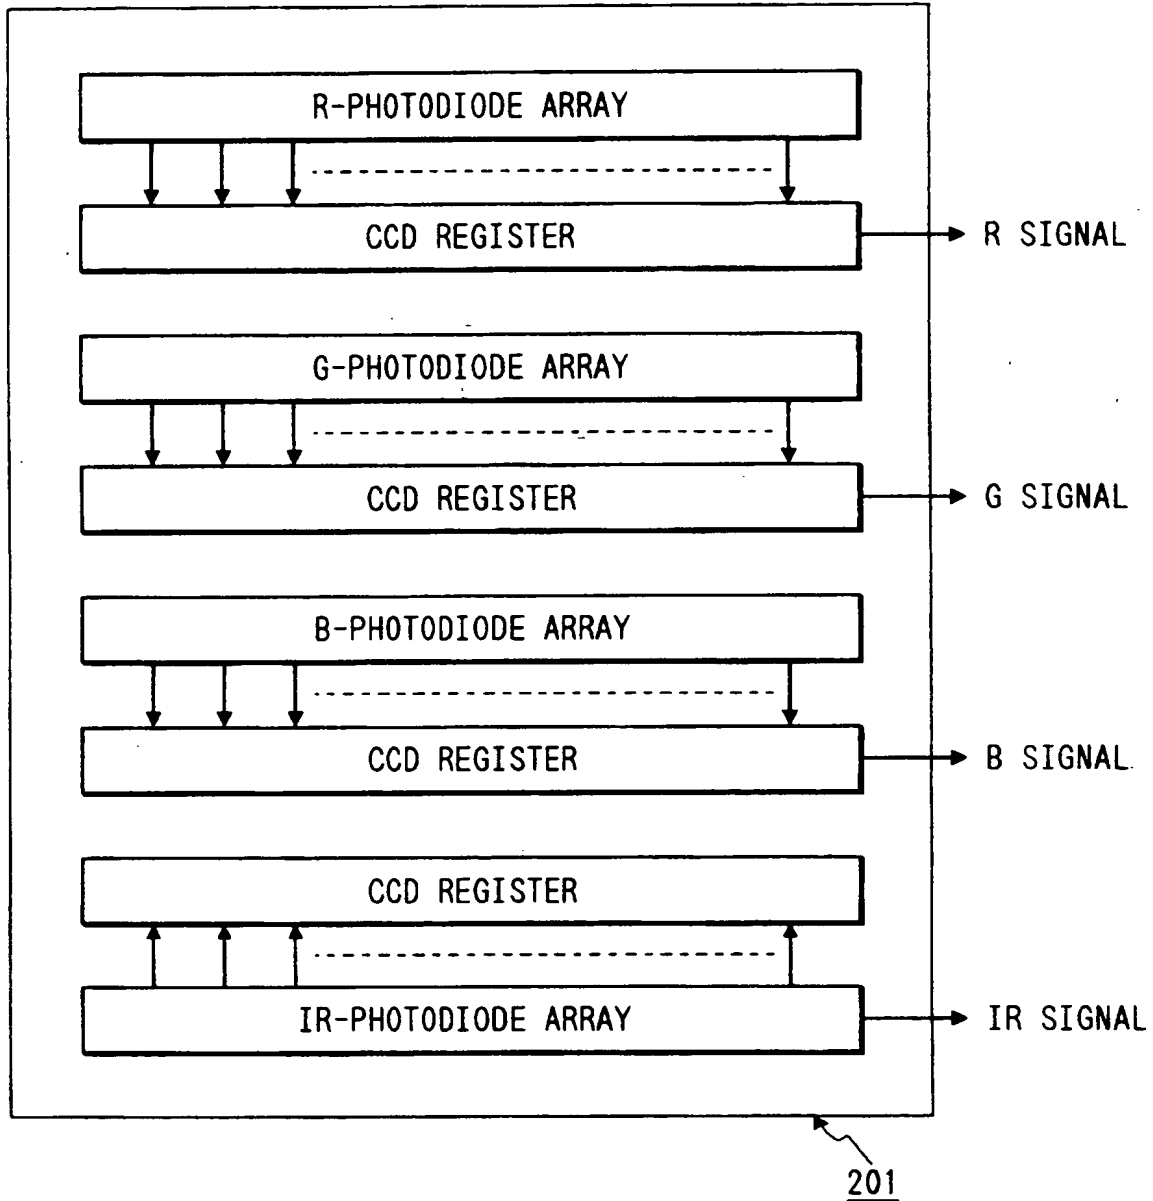 R-PHOTODIODE ARRAY
CCD REGISTER
R SIGNAL
G-PHOTODIODE ARRAY
CCD REGISTER
G SIGNAL
B-PHOTODIODE ARRAY
CCD REGISTER
B SIGNAL
CCD REGISTER
IR-PHOTODIODE ARRAY
IR SIGNAL
201